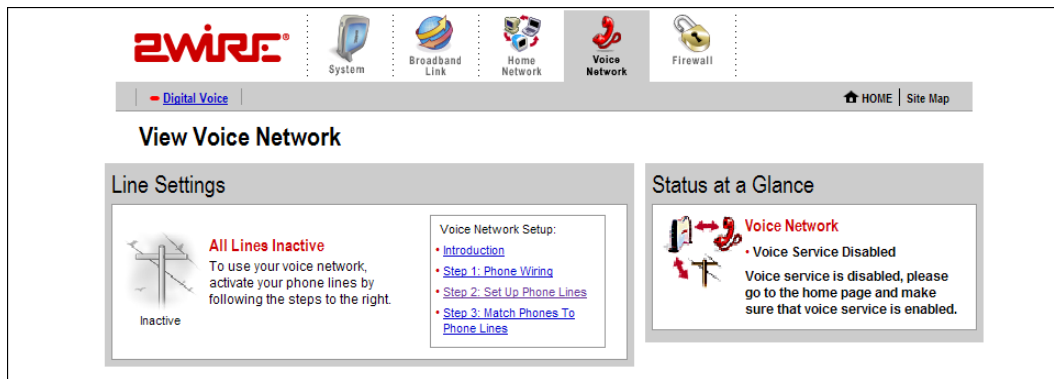 2WIRE®
System
Broadband
Link
Home
Network
Voice
Network
Firewall
Digital Voice
HOME | Site Map
View Voice Network
Line Settings
All Lines Inactive
To use your voice network,
activate your phone lines by
following the steps to the right.
Inactive
Voice Network Setup:
• Introduction
• Step 1: Phone Wiring
• Step 2: Set Up Phone Lines
• Step 3: Match Phones To
Phone Lines
Status at a Glance
Voice Network
• Voice Service Disabled
Voice service is disabled, please
go to the home page and make
sure that voice service is enabled.